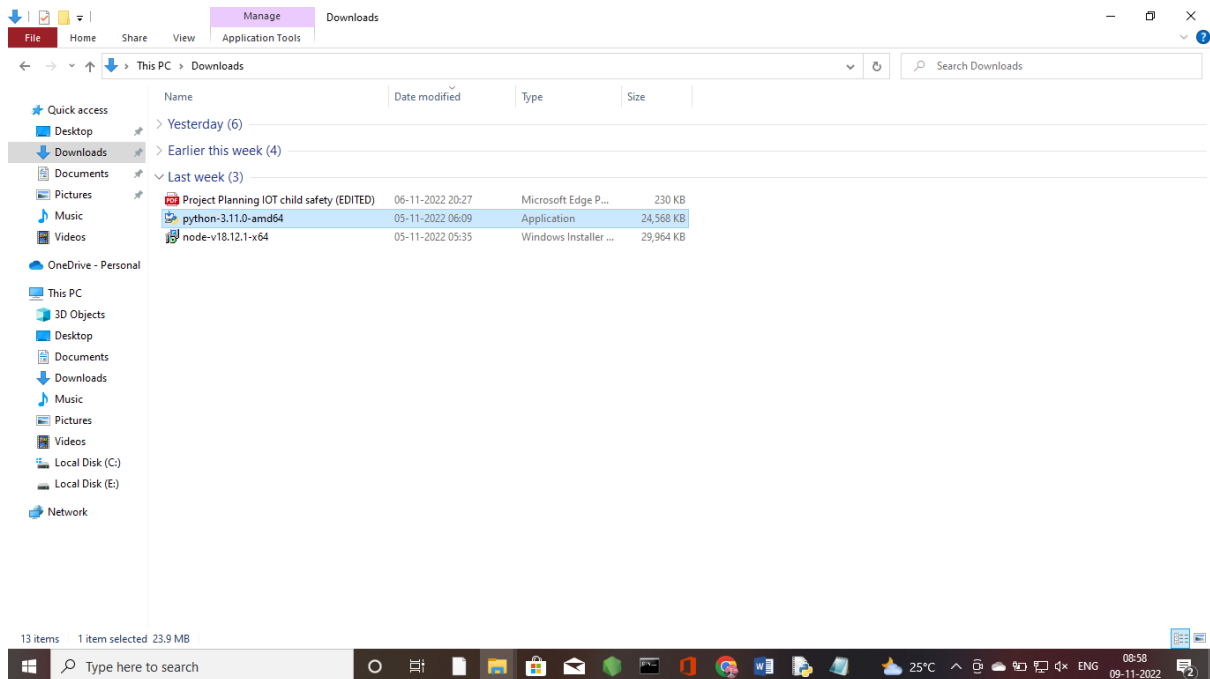 Manage Downloads
File Home Share View Application Tools
This PC > Downloads
Search Downloads
Name Date modified Type Size
Quick access
Desktop
Downloads
Documents
Pictures
Music
Videos
OneDrive - Personal
This PC
3D Objects
Desktop
Documents
Downloads
Music
Pictures
Videos
Local Disk (C:)
Local Disk (E:)
Network
Yesterday (6)
Earlier this week (4)
Last week (3)
PDF Project Planning IOT child safety (EDITED) 06-11-2022 20:27 Microsoft Edge P... 230 KB
python-3.11.0-amd64 05-11-2022 06:09 Application 24,568 KB
node-v18.12.1-x64 05-11-2022 05:35 Windows Installer ... 29,964 KB
13 items 1 item selected 23.9 MB
Type here to search
25°C ENG 08:58
09-11-2022
2